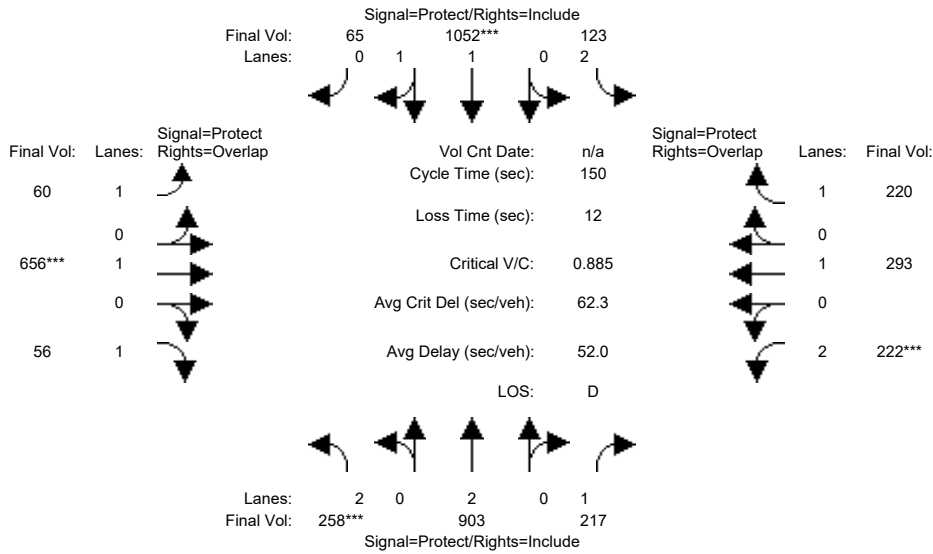 Signal=Protect/Rights=Include
Final Vol: 65 1052*** 123
Lanes: 0 1 1 0 2
Signal=Protect Signal=Protect
Final Vol: Lanes: Rights=Overlap Vol Cnt Date: n/a Rights=Overlap Lanes: Final Vol:
Cycle Time (sec): 150
60 1 1 220
Loss Time (sec): 12
0 0
656*** 1 Critical V/C: 0.885 1 293
0 Avg Crit Del (sec/veh): 62.3 0
56 1 Avg Delay (sec/veh): 52.0 2 222***
LOS: D
Lanes: 2 0 2 0 1
Final Vol: 258*** 903 217
Signal=Protect/Rights=Include